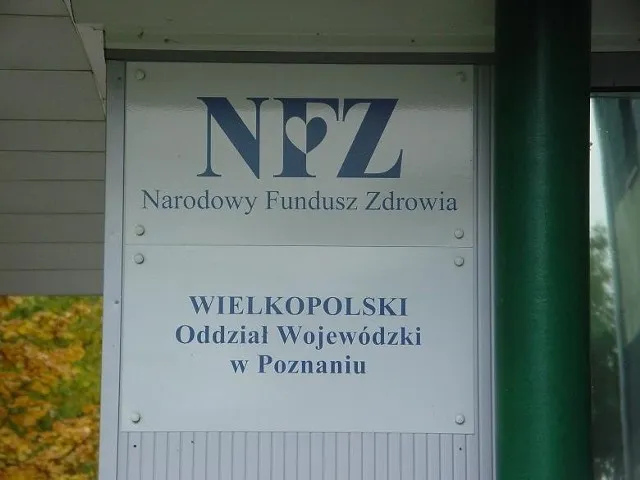 NFZ
Narodowy Fundusz Zdrowia
WIELKOPOLSKI
Oddział Wojewódzki
w Poznaniu